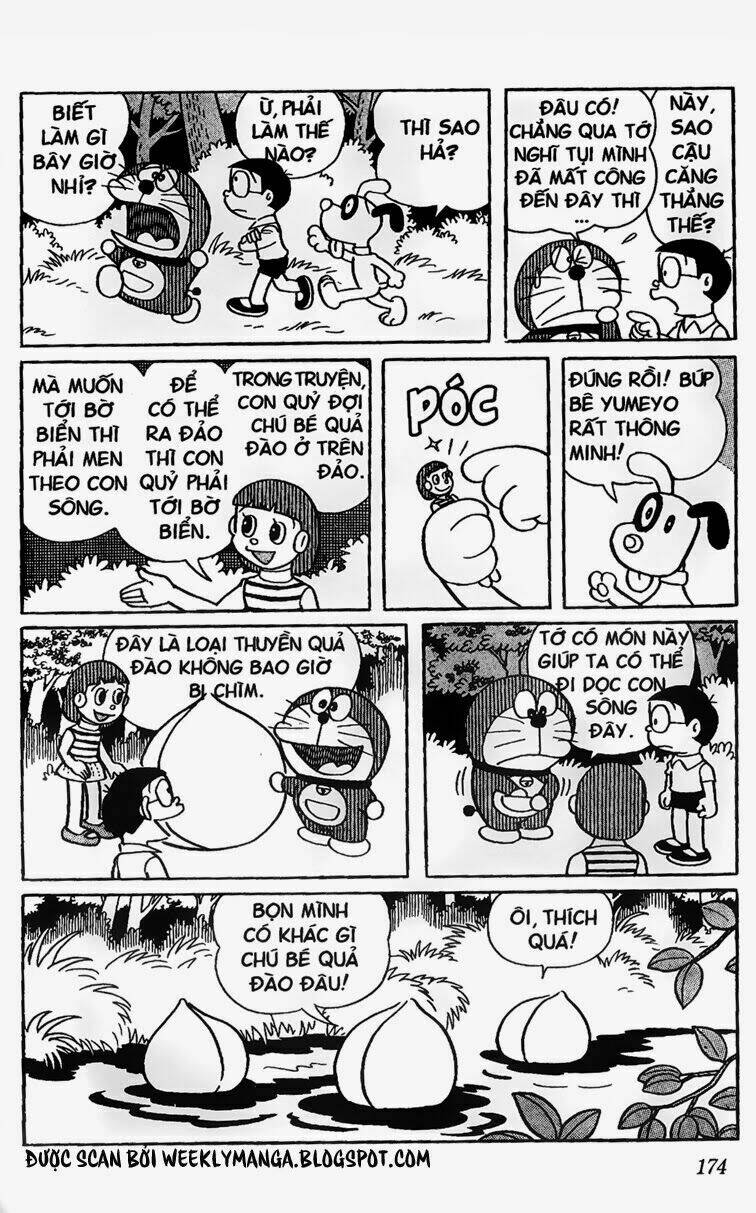 NÀY,
SAO
CẬU
CĂNG
THẲNG
THẾ?
ĐÂU CÓ!
CHẲNG QUA TỚ
NGHĨ TỤI MÌNH
ĐÃ MẤT CÔNG
ĐẾN ĐÂY THÌ
...
THÌ SAO
HẢ?
Ừ, PHẢI
LÀM THẾ
NÀO?
BIẾT
LÀM GÌ
BÂY GIỜ
NHỈ?
ĐÚNG RỒI! BÚP
BÊ YUMEYO
RẤT THÔNG
MINH!
PÓC
TRONG TRUYỆN,
CON QUỶ ĐỢI
CHÚ BÉ QUẢ
ĐÀO Ở TRÊN
ĐẢO.
ĐỂ
CÓ THỂ
RA ĐẢO
THÌ CON
QUỶ PHẢI
TỚI BỜ
BIỂN.
MÀ MUỐN
TỚI BỜ
BIỂN THÌ
PHẢI MEN
THEO CON
SÔNG.
TỚ CÓ MÓN NÀY
GIÚP TA CÓ THỂ
ĐI DỌC CON
SÔNG
ĐÂY.
ĐÂY LÀ LOẠI THUYỀN QUẢ
ĐÀO KHÔNG BAO GIỜ
BỊ CHÌM.
ÔI, THÍCH
QUÁ!
BỌN MÌNH
CÓ KHÁC GÌ
CHÚ BÉ QUẢ
ĐÀO ĐÂU!
ĐƯỢC SCAN BỞI WEEKLYMANGA.BLOGSPOT.COM
174